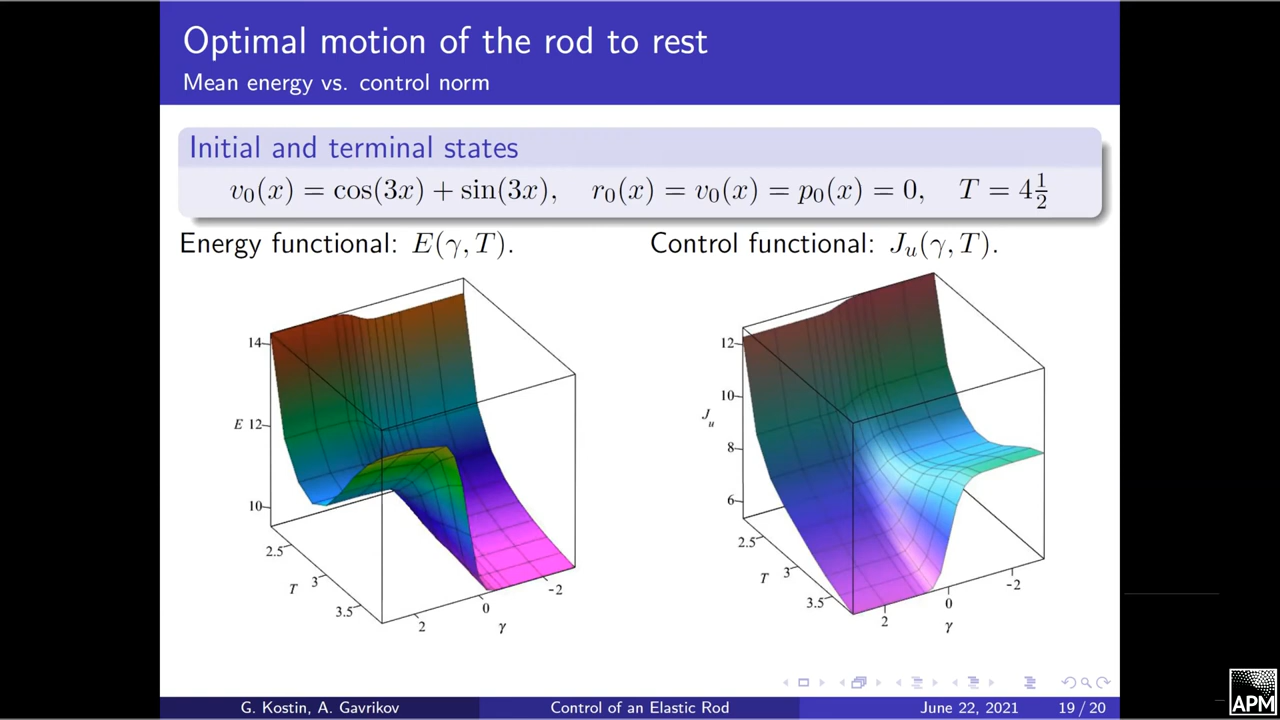 Optimal motion of the rod to rest
Mean energy vs. control norm
Initial and terminal states
v₀(x) = cos(3x) + sin(3x), r₀(x) = v₀(x) = p₀(x) = 0, T = 4½
Energy functional: E(γ, T).
Control functional: Jᵤ(γ, T).
14
E 12
10
2.5
T 3
3.5
2
0
-2
γ
12
10
Jᵤ
8
6
2.5
T 3
3.5
2
0
-2
γ
G. Kostin, A. Gavrikov
Control of an Elastic Rod
June 22, 2021
19 / 20
APM